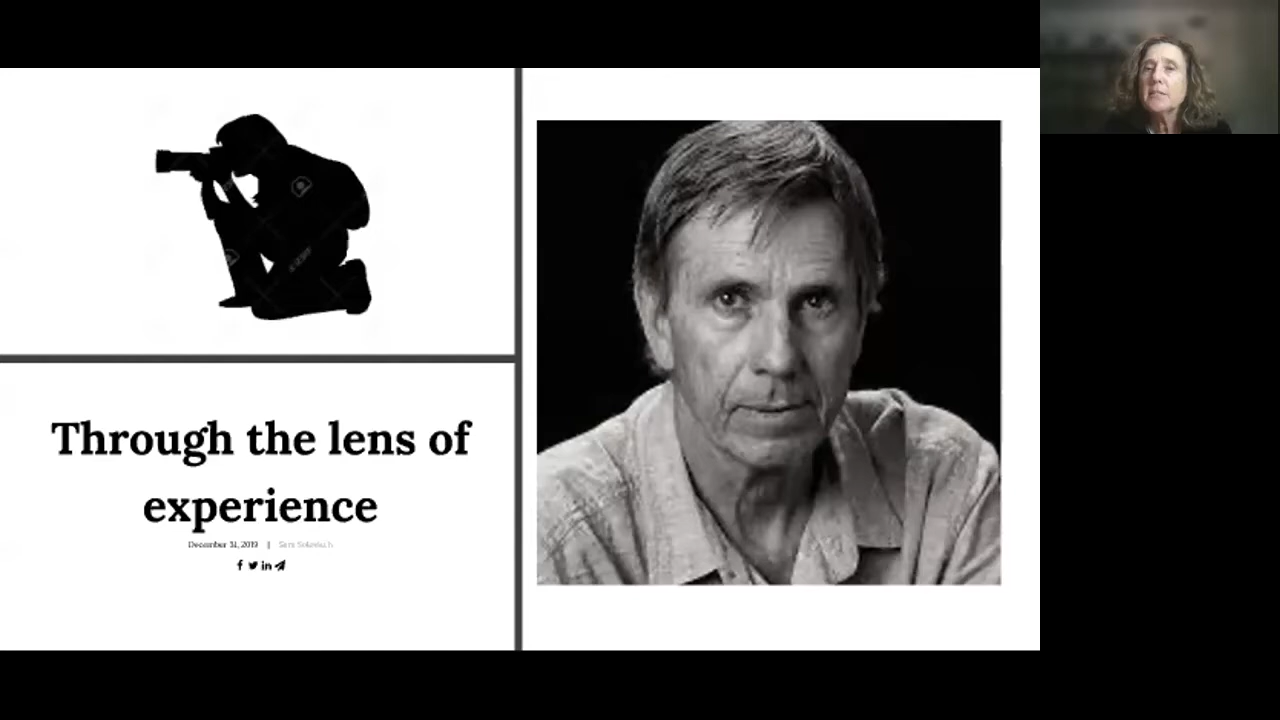 Through the lens of
experience
December 31, 2019 |